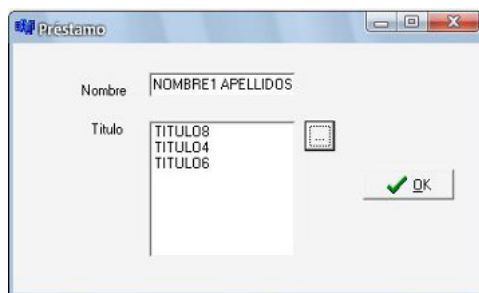 Préstamo
Nombre
NOMBRE1 APELLIDOS
Titulo
TITULO8
TITULO4
TITULO6
...
OK